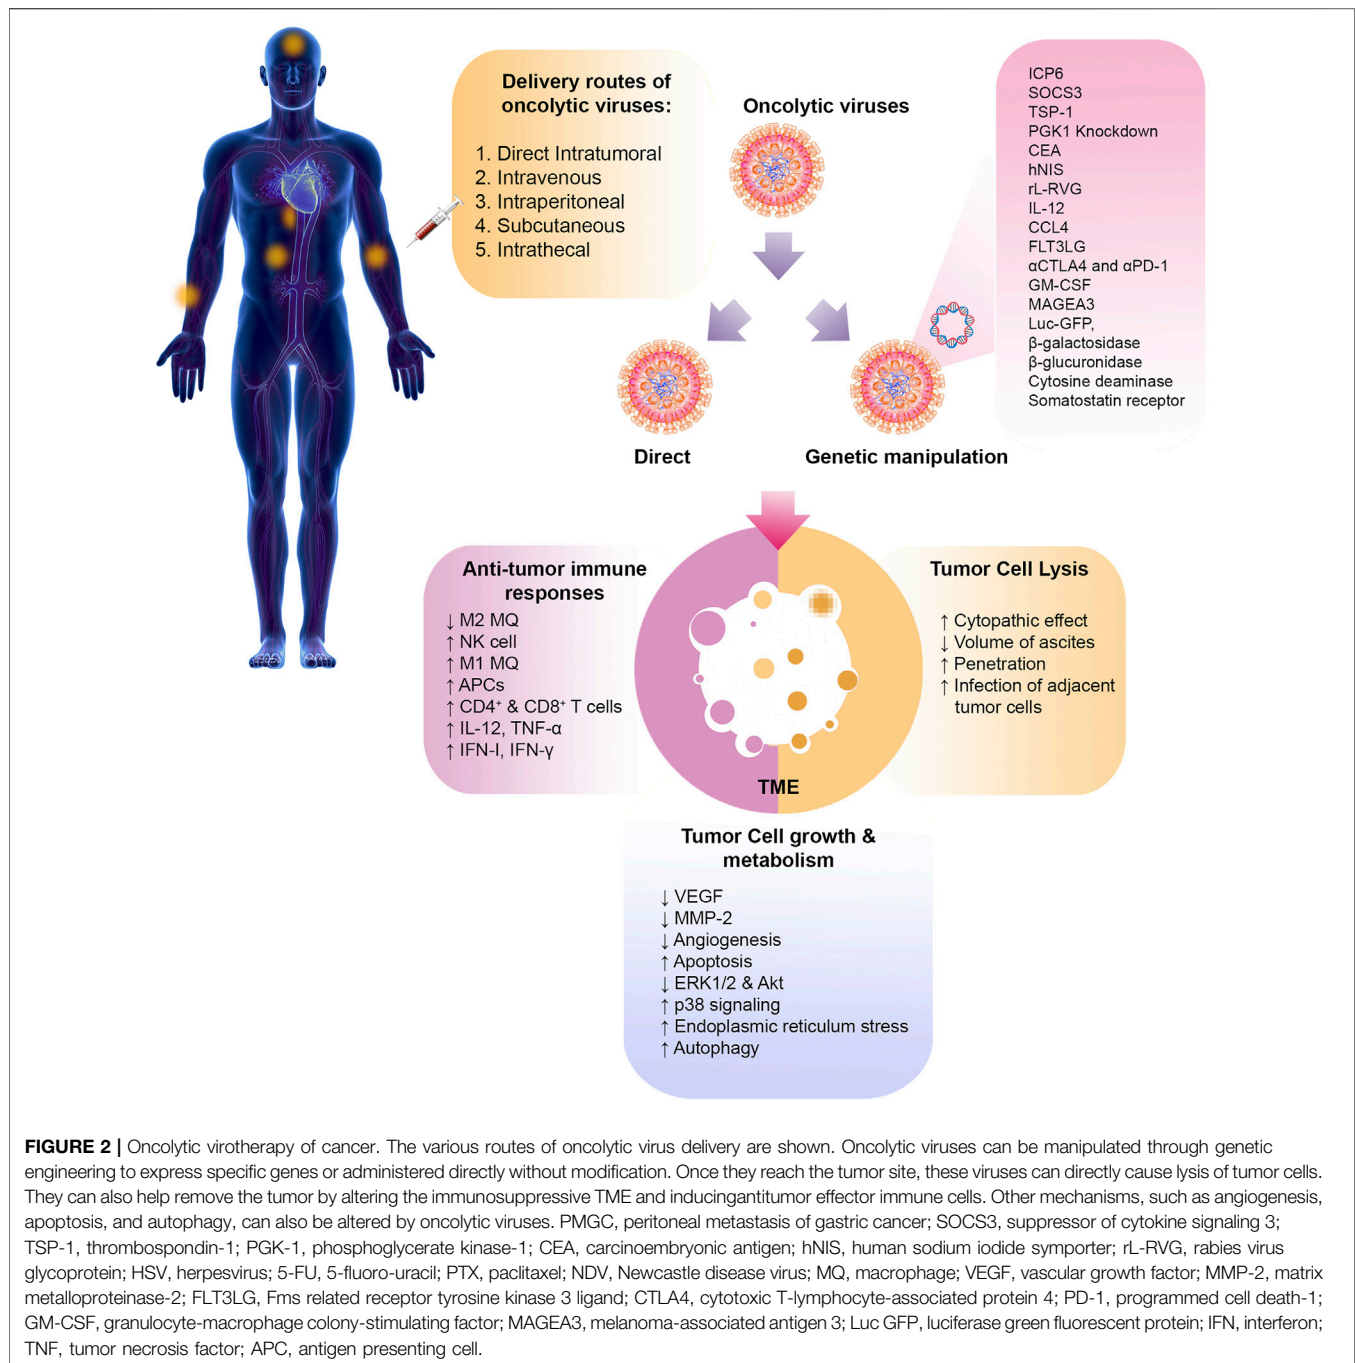 Delivery routes of
oncolytic viruses:
1. Direct Intratumoral
2. Intravenous
3. Intraperitoneal
4. Subcutaneous
5. Intrathecal
Oncolytic viruses
ICP6
SOCS3
TSP-1
PGK1 Knockdown
CEA
hNIS
rL-RVG
IL-12
CCL4
FLT3LG
αCTLA4 and αPD-1
GM-CSF
MAGEA3
Luc-GFP,
β-galactosidase
β-glucuronidase
Cytosine deaminase
Somatostatin receptor
Direct
Genetic manipulation
Anti-tumor immune
responses
↓ M2 MQ
↑ NK cell
↑ M1 MQ
↑ APCs
↑ CD4⁺ & CD8⁺ T cells
↑ IL-12, TNF-α
↑ IFN-I, IFN-γ
Tumor Cell Lysis
↑ Cytopathic effect
↓ Volume of ascites
↑ Penetration
↑ Infection of adjacent
tumor cells
TME
Tumor Cell growth &
metabolism
↓ VEGF
↓ MMP-2
↓ Angiogenesis
↑ Apoptosis
↓ ERK1/2 & Akt
↑ p38 signaling
↑ Endoplasmic reticulum stress
↑ Autophagy
FIGURE 2 | Oncolytic virotherapy of cancer. The various routes of oncolytic virus delivery are shown. Oncolytic viruses can be manipulated through genetic
engineering to express specific genes or administered directly without modification. Once they reach the tumor site, these viruses can directly cause lysis of tumor cells.
They can also help remove the tumor by altering the immunosuppressive TME and inducingantitumor effector immune cells. Other mechanisms, such as angiogenesis,
apoptosis, and autophagy, can also be altered by oncolytic viruses. PMGC, peritoneal metastasis of gastric cancer; SOCS3, suppressor of cytokine signaling 3;
TSP-1, thrombospondin-1; PGK-1, phosphoglycerate kinase-1; CEA, carcinoembryonic antigen; hNIS, human sodium iodide symporter; rL-RVG, rabies virus
glycoprotein; HSV, herpesvirus; 5-FU, 5-fluoro-uracil; PTX, paclitaxel; NDV, Newcastle disease virus; MQ, macrophage; VEGF, vascular growth factor; MMP-2, matrix
metalloproteinase-2; FLT3LG, Fms related receptor tyrosine kinase 3 ligand; CTLA4, cytotoxic T-lymphocyte-associated protein 4; PD-1, programmed cell death-1;
GM-CSF, granulocyte-macrophage colony-stimulating factor; MAGEA3, melanoma-associated antigen 3; Luc GFP, luciferase green fluorescent protein; IFN, interferon;
TNF, tumor necrosis factor; APC, antigen presenting cell.